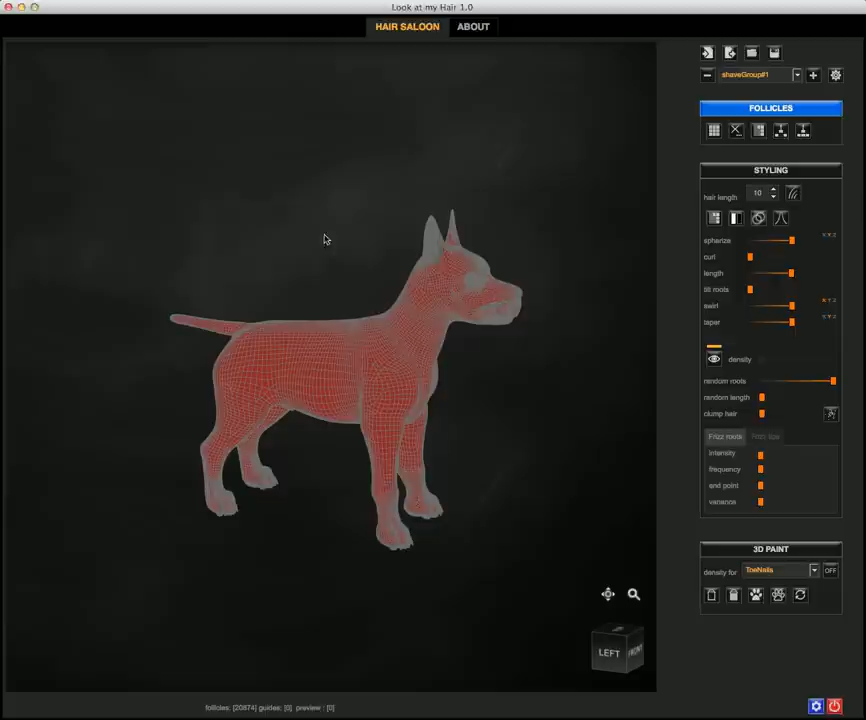 Look at my Hair 1.0
HAIR SALOON ABOUT
shaveGroup#1
FOLLICLES
STYLING
hair length 10
spherize X Y Z
curl
length
tilt roots
swirl X Y Z
taper X Y Z
density
random roots
random length
clump hair
Frizz roots Frizz tips
intensity
frequency
end point
variance
3D PAINT
density for ToeNails OFF
LEFT FRONT
follicles: [20874] guides: [0] preview : [0]